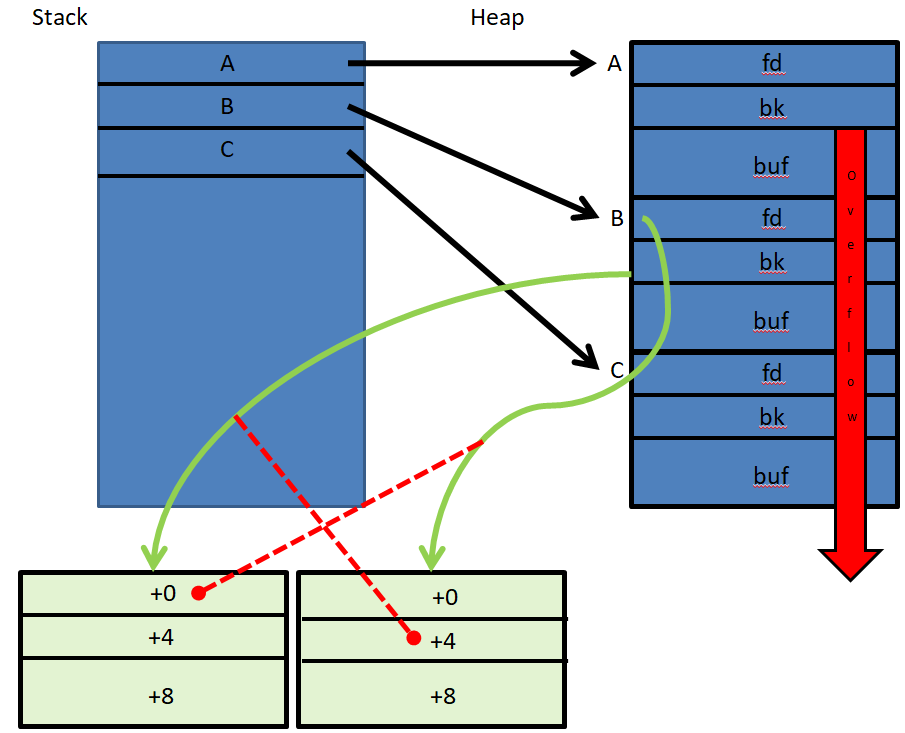 Stack
Heap
A
B
C
A
fd
bk
buf
B
fd
bk
buf
C
fd
bk
buf
overflow
+0
+4
+8
+0
+4
+8